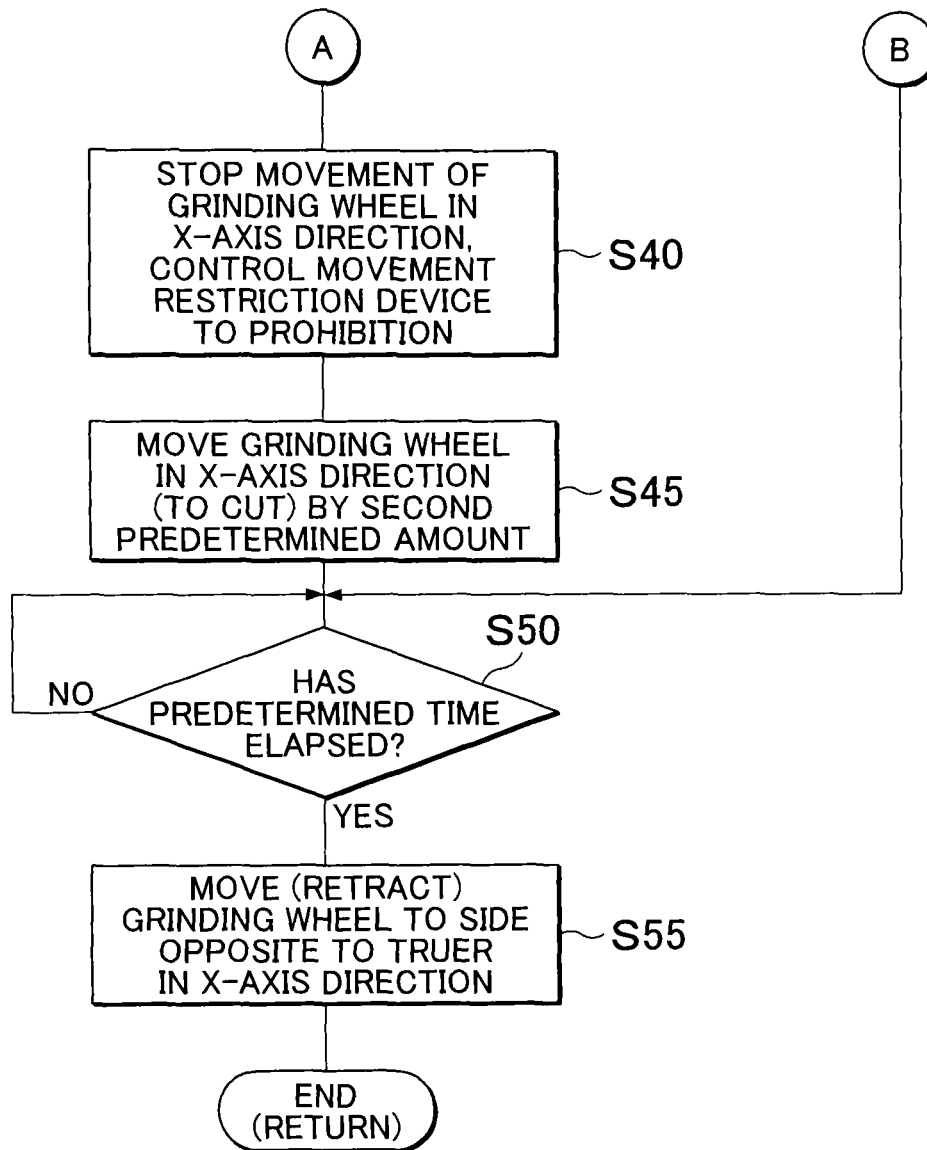 A
B
STOP MOVEMENT OF
GRINDING WHEEL IN
X-AXIS DIRECTION,
CONTROL MOVEMENT
RESTRICTION DEVICE
TO PROHIBITION
S40
MOVE GRINDING WHEEL
IN X-AXIS DIRECTION
(TO CUT) BY SECOND
PREDETERMINED AMOUNT
S45
S50
NO
HAS
PREDETERMINED TIME
ELAPSED?
YES
MOVE (RETRACT)
GRINDING WHEEL TO SIDE
OPPOSITE TO TRUER
IN X-AXIS DIRECTION
S55
END
(RETURN)